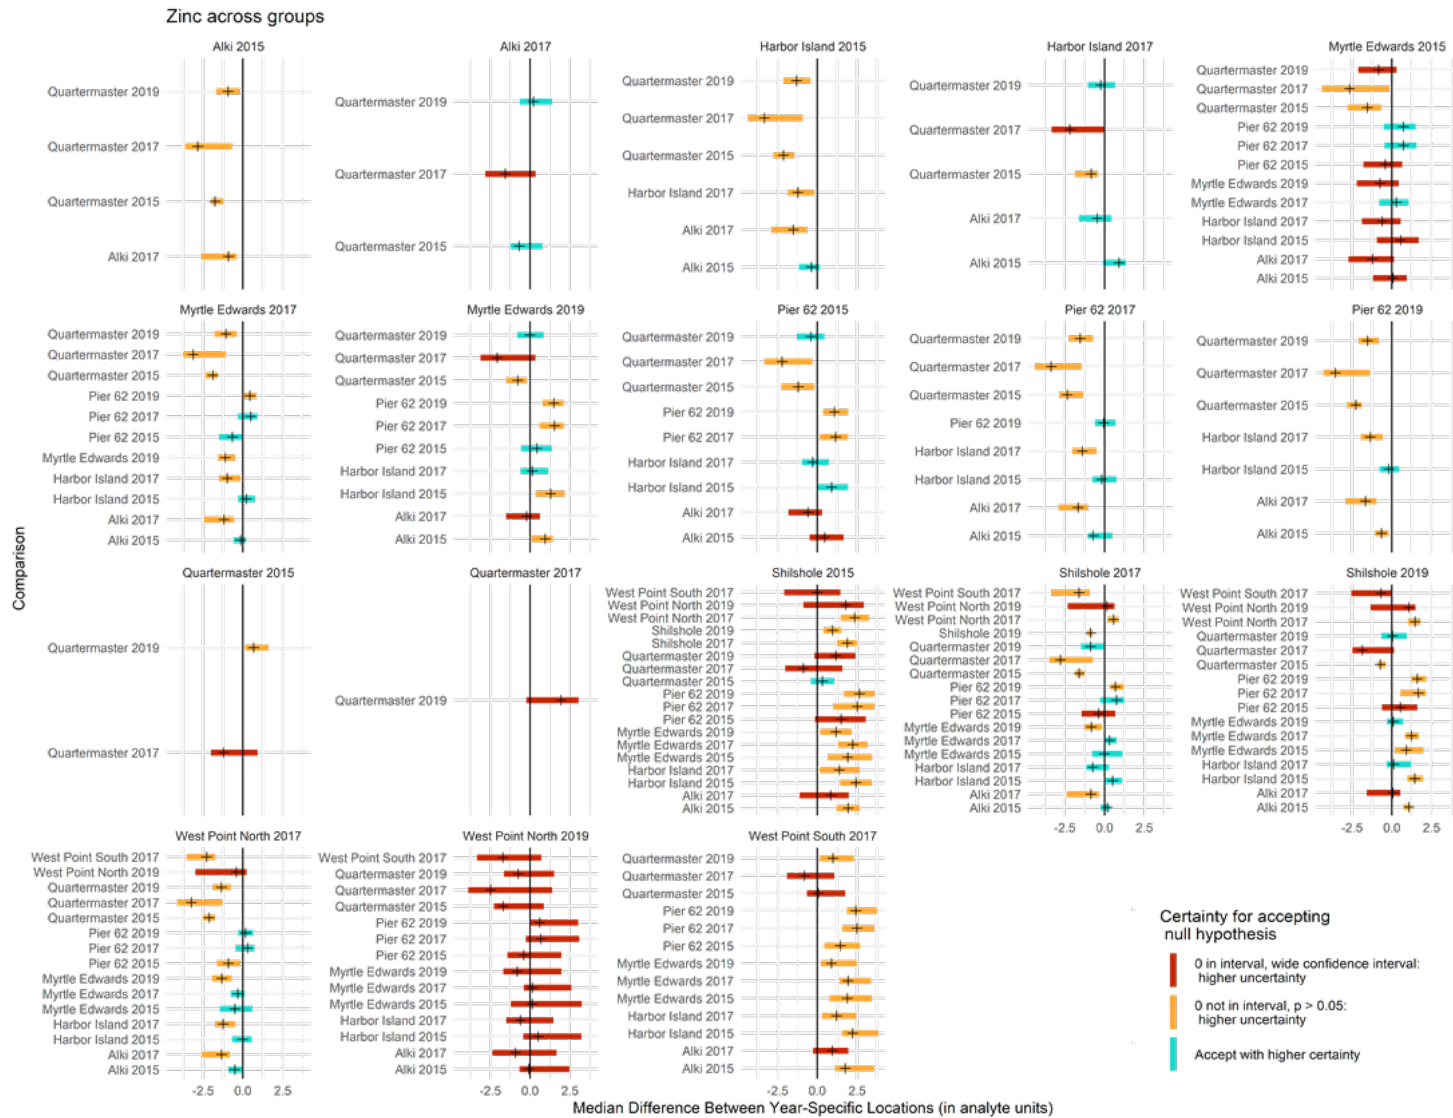 Zinc across groups
Alki 2015
Quartermaster 2019
Quartermaster 2017
Quartermaster 2015
Alki 2017
Alki 2017
Quartermaster 2019
Quartermaster 2017
Quartermaster 2015
Harbor Island 2015
Quartermaster 2019
Quartermaster 2017
Quartermaster 2015
Harbor Island 2017
Alki 2017
Alki 2015
Harbor Island 2017
Quartermaster 2019
Quartermaster 2017
Quartermaster 2015
Alki 2017
Alki 2015
Myrtle Edwards 2015
Quartermaster 2019
Quartermaster 2017
Quartermaster 2015
Pier 62 2019
Pier 62 2017
Pier 62 2015
Myrtle Edwards 2019
Myrtle Edwards 2017
Harbor Island 2017
Harbor Island 2015
Alki 2017
Alki 2015
Myrtle Edwards 2017
Quartermaster 2019
Quartermaster 2017
Quartermaster 2015
Pier 62 2019
Pier 62 2017
Pier 62 2015
Myrtle Edwards 2019
Harbor Island 2017
Harbor Island 2015
Alki 2017
Alki 2015
Myrtle Edwards 2019
Quartermaster 2019
Quartermaster 2017
Quartermaster 2015
Pier 62 2019
Pier 62 2017
Pier 62 2015
Harbor Island 2017
Harbor Island 2015
Alki 2017
Alki 2015
Pier 62 2015
Quartermaster 2019
Quartermaster 2017
Quartermaster 2015
Pier 62 2019
Pier 62 2017
Harbor Island 2017
Harbor Island 2015
Alki 2017
Alki 2015
Pier 62 2017
Quartermaster 2019
Quartermaster 2017
Quartermaster 2015
Pier 62 2019
Harbor Island 2017
Harbor Island 2015
Alki 2017
Alki 2015
Pier 62 2019
Quartermaster 2019
Quartermaster 2017
Quartermaster 2015
Harbor Island 2017
Harbor Island 2015
Alki 2017
Alki 2015
Comparison
Quartermaster 2015
Quartermaster 2019
Quartermaster 2017
Quartermaster 2017
Quartermaster 2019
Shilshole 2015
West Point South 2017
West Point North 2019
West Point North 2017
Shilshole 2019
Shilshole 2017
Quartermaster 2019
Quartermaster 2017
Quartermaster 2015
Pier 62 2019
Pier 62 2017
Pier 62 2015
Myrtle Edwards 2019
Myrtle Edwards 2017
Myrtle Edwards 2015
Harbor Island 2017
Harbor Island 2015
Alki 2017
Alki 2015
Shilshole 2017
West Point South 2017
West Point North 2019
West Point North 2017
Shilshole 2019
Quartermaster 2019
Quartermaster 2017
Quartermaster 2015
Pier 62 2019
Pier 62 2017
Pier 62 2015
Myrtle Edwards 2019
Myrtle Edwards 2017
Myrtle Edwards 2015
Harbor Island 2017
Harbor Island 2015
Alki 2017
Alki 2015
-2.5 0.0 2.5
Shilshole 2019
West Point South 2017
West Point North 2019
West Point North 2017
Quartermaster 2019
Quartermaster 2017
Quartermaster 2015
Pier 62 2019
Pier 62 2017
Pier 62 2015
Myrtle Edwards 2019
Myrtle Edwards 2017
Myrtle Edwards 2015
Harbor Island 2017
Harbor Island 2015
Alki 2017
Alki 2015
-2.5 0.0 2.5
West Point North 2017
West Point South 2017
West Point North 2019
Quartermaster 2019
Quartermaster 2017
Quartermaster 2015
Pier 62 2019
Pier 62 2017
Pier 62 2015
Myrtle Edwards 2019
Myrtle Edwards 2017
Myrtle Edwards 2015
Harbor Island 2017
Harbor Island 2015
Alki 2017
Alki 2015
-2.5 0.0 2.5
West Point North 2019
West Point South 2017
Quartermaster 2019
Quartermaster 2017
Quartermaster 2015
Pier 62 2019
Pier 62 2017
Pier 62 2015
Myrtle Edwards 2019
Myrtle Edwards 2017
Myrtle Edwards 2015
Harbor Island 2017
Harbor Island 2015
Alki 2017
Alki 2015
-2.5 0.0 2.5
West Point South 2017
Quartermaster 2019
Quartermaster 2017
Quartermaster 2015
Pier 62 2019
Pier 62 2017
Pier 62 2015
Myrtle Edwards 2019
Myrtle Edwards 2017
Myrtle Edwards 2015
Harbor Island 2017
Harbor Island 2015
Alki 2017
Alki 2015
-2.5 0.0 2.5
Median Difference Between Year-Specific Locations (in analyte units)
Certainty for accepting
null hypothesis
0 in interval, wide confidence interval:
higher uncertainty
0 not in interval, p > 0.05:
higher uncertainty
Accept with higher certainty